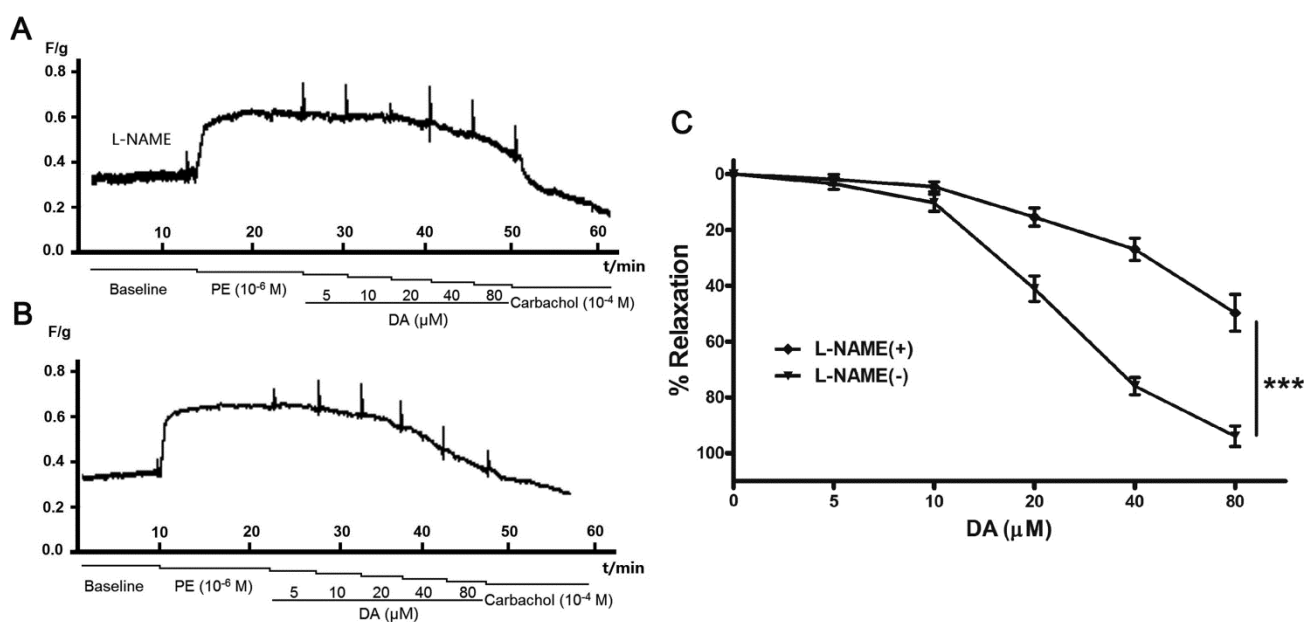 A
F/g
0.8
0.6
0.4
0.2
0.0
L-NAME
10 20 30 40 50 60
t/min
Baseline PE (10⁻⁶ M) 5 10 20 40 80 Carbachol (10⁻⁴ M)
DA (μM)
B
F/g
0.8
0.6
0.4
0.2
0.0
10 20 30 40 50 60
t/min
Baseline PE (10⁻⁶ M) 5 10 20 40 80 Carbachol (10⁻⁴ M)
DA (μM)
C
% Relaxation
0
20
40
60
80
100
L-NAME(+)
L-NAME(-)
***
0 5 10 20 40 80
DA (μM)